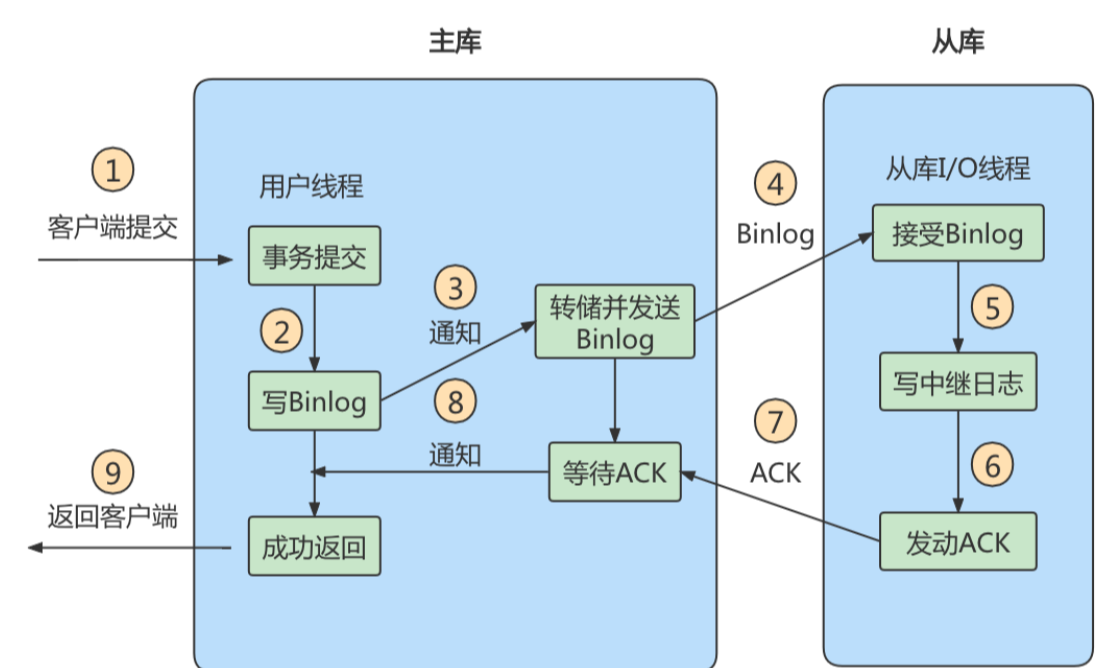 主库
从库
①
客户端提交
用户线程
事务提交
②
写Binlog
③
通知
转储并发送
Binlog
④
Binlog
从库I/O线程
接受Binlog
⑤
写中继日志
⑥
发动ACK
⑦
ACK
等待ACK
⑧
通知
成功返回
⑨
返回客户端